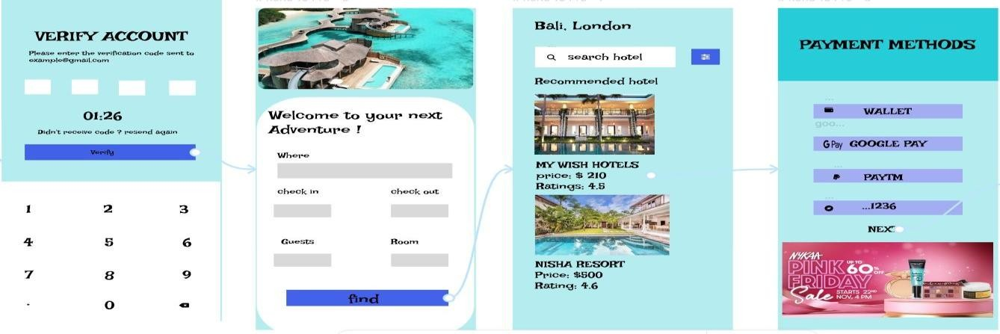 VERIFY ACCOUNT
Please enter the verification code sent to
example@gmail.com
01:26
Didn't receive code ? resend again
Verify
1 2 3
4 5 6
7 8 9
. 0
Welcome to your next
Adventure !
Where
check in check out
Guests Room
find
Bali, London
search hotel
Recommended hotel
MY WISH HOTELS
price: $ 210
Ratings: 4.5
NISHA RESORT
Price: $500
Rating: 4.6
PAYMENT METHODS
...
WALLET
goo...
G Pay GOOGLE PAY
...
PAYTM
...
...1236
NEXT
NYKAA
PINK
FRIDAY
Sale
UP TO
60% OFF
STARTS 22ND
NOV, 4 PM